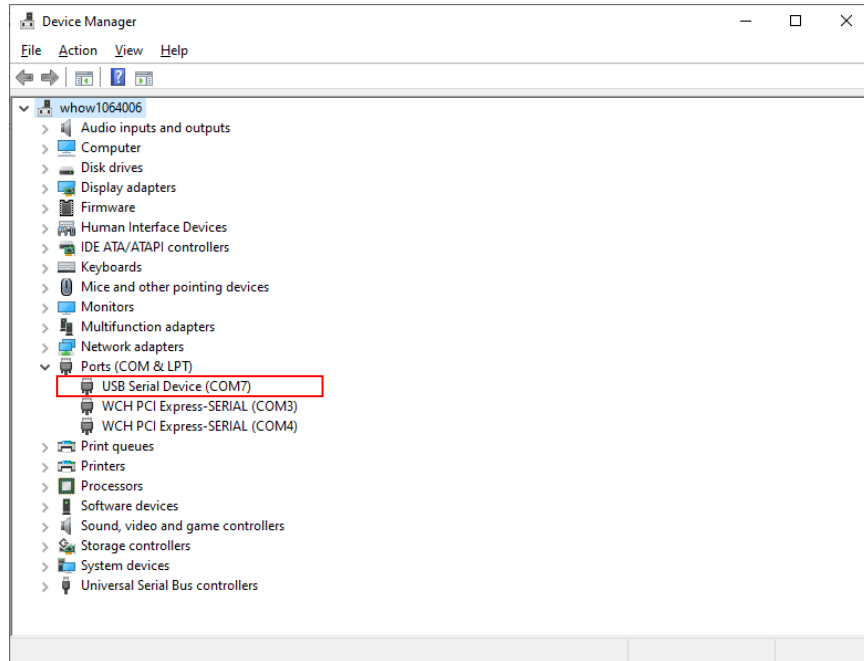 Device Manager
File Action View Help
whow1064006
Audio inputs and outputs
Computer
Disk drives
Display adapters
Firmware
Human Interface Devices
IDE ATA/ATAPI controllers
Keyboards
Mice and other pointing devices
Monitors
Multifunction adapters
Network adapters
Ports (COM & LPT)
USB Serial Device (COM7)
WCH PCI Express-SERIAL (COM3)
WCH PCI Express-SERIAL (COM4)
Print queues
Printers
Processors
Software devices
Sound, video and game controllers
Storage controllers
System devices
Universal Serial Bus controllers